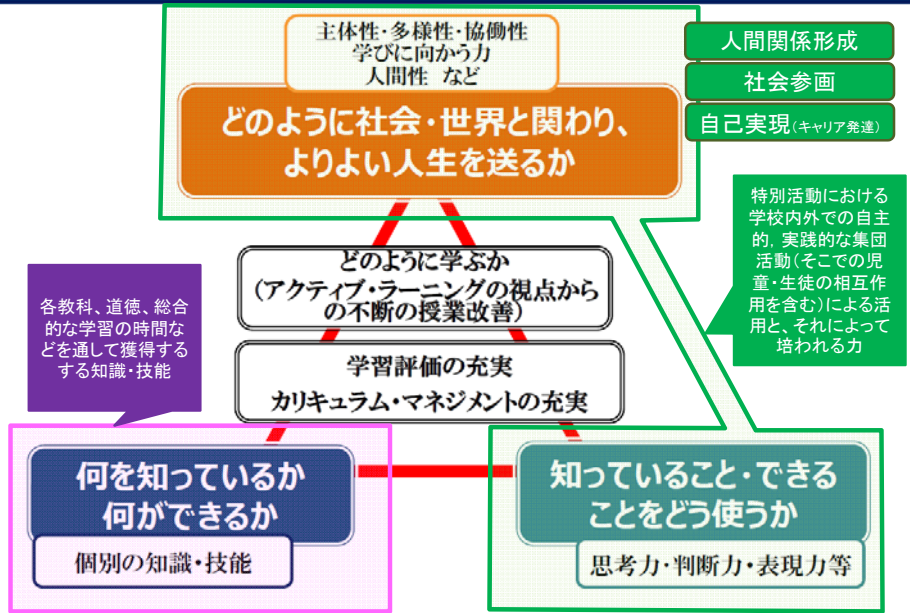 主体性・多様性・協働性
学びに向かう力
人間性 など
どのように社会・世界と関わり、
よりよい人生を送るか
人間関係形成
社会参画
自己実現(キャリア発達)
特別活動における
学校内外での自主
的，実践的な集団
活動(そこでの児
童・生徒の相互作
用を含む)による活
用と、それによって
培われる力
どのように学ぶか
(アクティブ・ラーニングの視点から
の不断の授業改善)
各教科、道徳、総合
的な学習の時間な
どを通して獲得する
する知識・技能
学習評価の充実
カリキュラム・マネジメントの充実
何を知っているか
何ができるか
個別の知識・技能
知っていること・できる
ことをどう使うか
思考力・判断力・表現力等